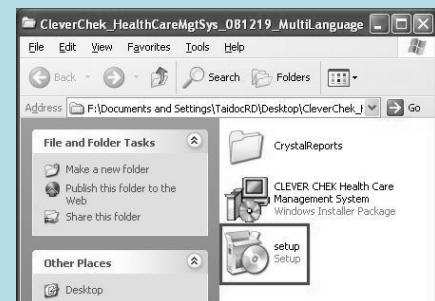 CleverChek_HealthCareMgtSys_081219_MultiLanguage
File Edit View Favorites Tools Help
Back Search Folders
Address F:\Documents and Settings\TaidocRD\Desktop\CleverChek_H Go
File and Folder Tasks
Make a new folder
Publish this folder to the
Web
Share this folder
Other Places
Desktop
CrystalReports
CLEVER CHEK Health Care
Management System
Windows Installer Package
setup
Setup